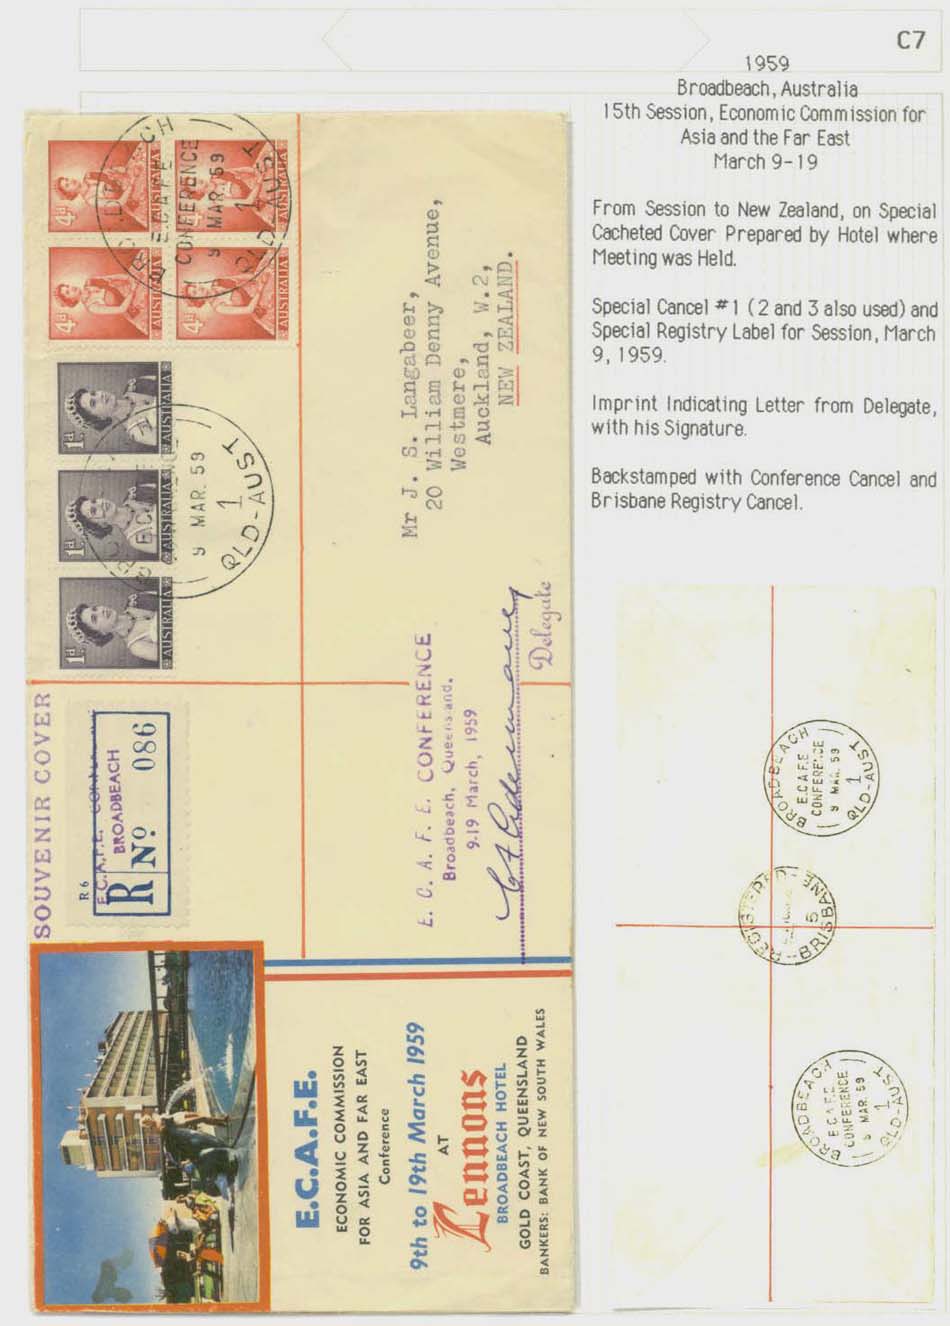 C7
1959
Broadbeach, Australia
15th Session, Economic Commission for
Asia and the Far East
March 9-19
From Session to New Zealand, on Special
Cacheted Cover Prepared by Hotel where
Meeting was Held.
Special Cancel #1 (2 and 3 also used) and
Special Registry Label for Session, March
9, 1959.
Imprint Indicating Letter from Delegate,
with his Signature.
Backstamped with Conference Cancel and
Brisbane Registry Cancel.
SOUVENIR COVER
R 6
E.C.A.F.E.
BROADBEACH
R No 086
4d
AUSTRALIA
4d
AUSTRALIA
4d
AUSTRALIA
4d
AUSTRALIA
E.C.A.F.E
CONFERENCE
9 MAR. 59
1
QLD-AUST
1d
AUSTRALIA
1d
AUSTRALIA
1d
AUSTRALIA
9 MAR. 59
1
QLD-AUST
Mr J. S. Langabeer,
20 William Denny Avenue,
Westmere,
Auckland, W.2,
NEW ZEALAND.
E. C. A. F. E. CONFERENCE
Broadbeach, Queensland.
9-19 March, 1959
Delegate
E.C.A.F.E.
ECONOMIC COMMISSION
FOR ASIA AND FAR EAST
Conference
9th to 19th March 1959
AT
Lennons
BROADBEACH HOTEL
GOLD COAST, QUEENSLAND
BANKERS: BANK OF NEW SOUTH WALES
BROADBEACH
E.C.A.F.E
CONFERENCE
9 MAR. 59
1
QLD-AUST
REGISTERED
5
BRISBANE
BROADBEACH
E.C.A.F.E
CONFERENCE
9 MAR. 59
1
QLD-AUST